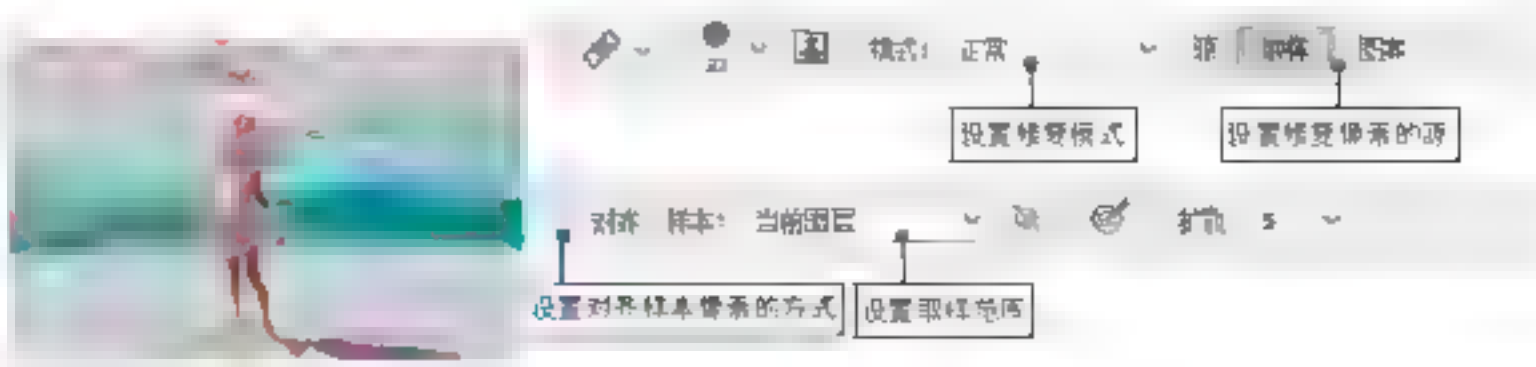 模式： 正常 源 取样 图案
设置修复模式 设置修复像素的源
对齐 样本： 当前图层 扩散 5
设置对齐样本像素的方式 设置取样范围